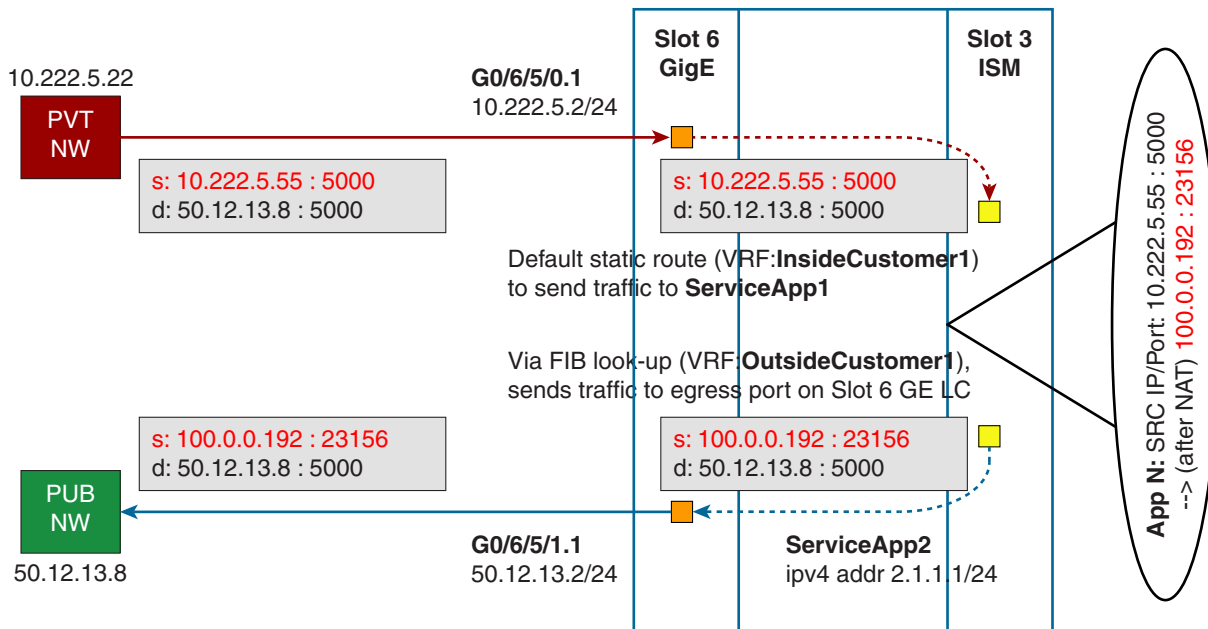 Slot 6
GigE
Slot 3
ISM
10.222.5.22
PVT
NW
G0/6/5/0.1
10.222.5.2/24
s: 10.222.5.55 : 5000
d: 50.12.13.8 : 5000
s: 10.222.5.55 : 5000
d: 50.12.13.8 : 5000
Default static route (VRF:InsideCustomer1)
to send traffic to ServiceApp1
Via FIB look-up (VRF:OutsideCustomer1),
sends traffic to egress port on Slot 6 GE LC
s: 100.0.0.192 : 23156
d: 50.12.13.8 : 5000
s: 100.0.0.192 : 23156
d: 50.12.13.8 : 5000
PUB
NW
50.12.13.8
G0/6/5/1.1
50.12.13.2/24
ServiceApp2
ipv4 addr 2.1.1.1/24
App N: SRC IP/Port: 10.222.5.55 : 5000
--> (after NAT) 100.0.0.192 : 23156